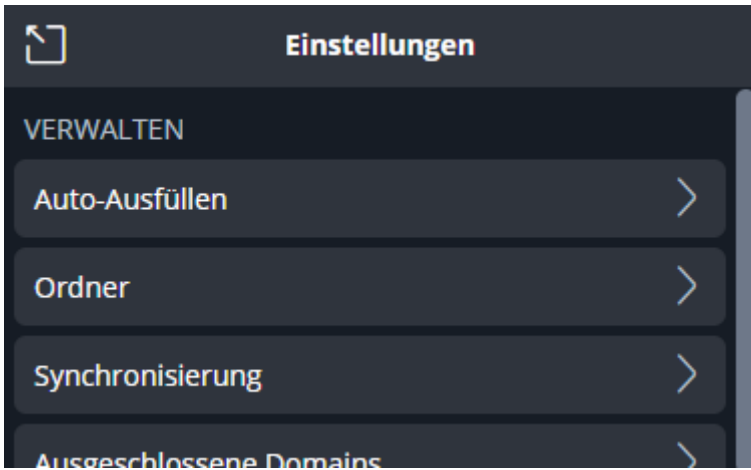 Einstellungen
VERWALTEN
Auto-Ausfüllen
Ordner
Synchronisierung
Ausgeschlossene Domains